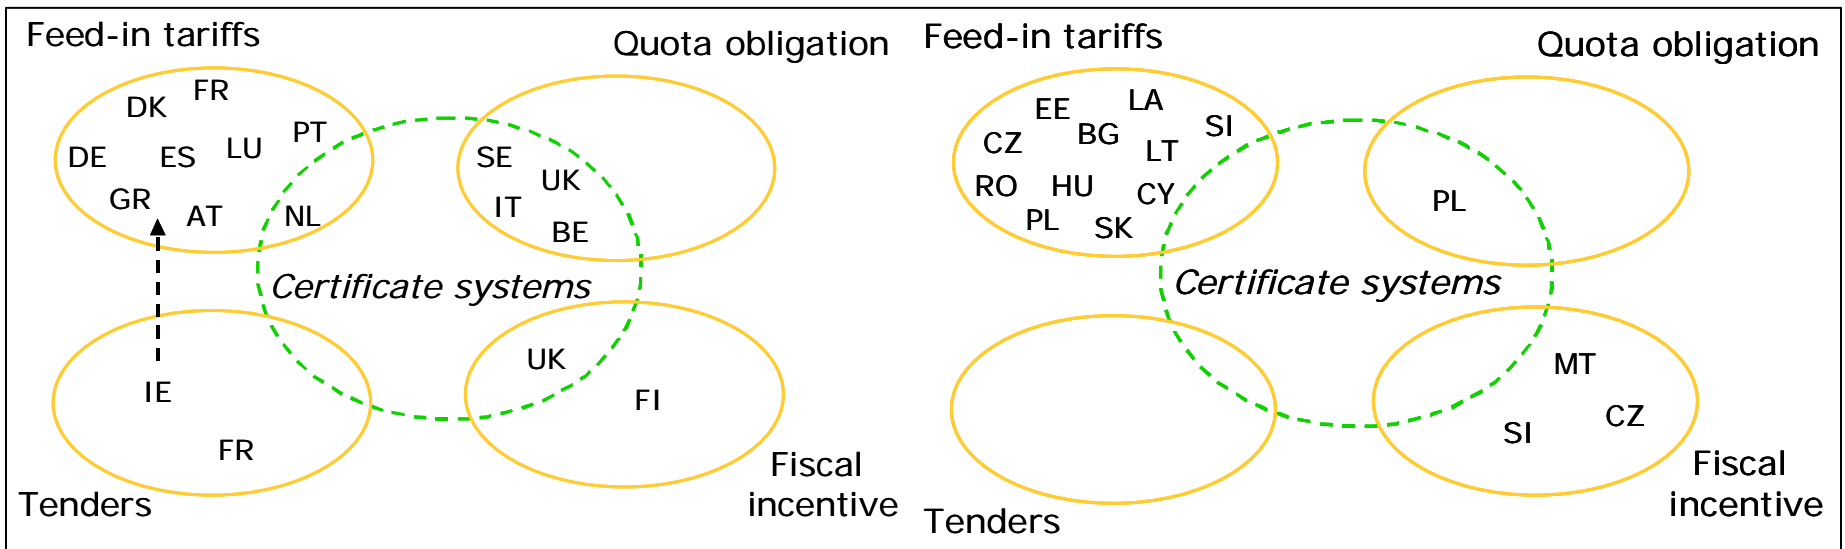 Feed-in tariffs
Quota obligation
FR
DK
PT
LU
DE
ES
GR
AT
NL
SE
UK
IT
BE
Certificate systems
IE
FR
UK
FI
Tenders
Fiscal
incentive
Feed-in tariffs
Quota obligation
LA
EE
SI
BG
CZ
LT
RO
HU
CY
PL
SK
PL
Certificate systems
MT
CZ
SI
Tenders
Fiscal
incentive